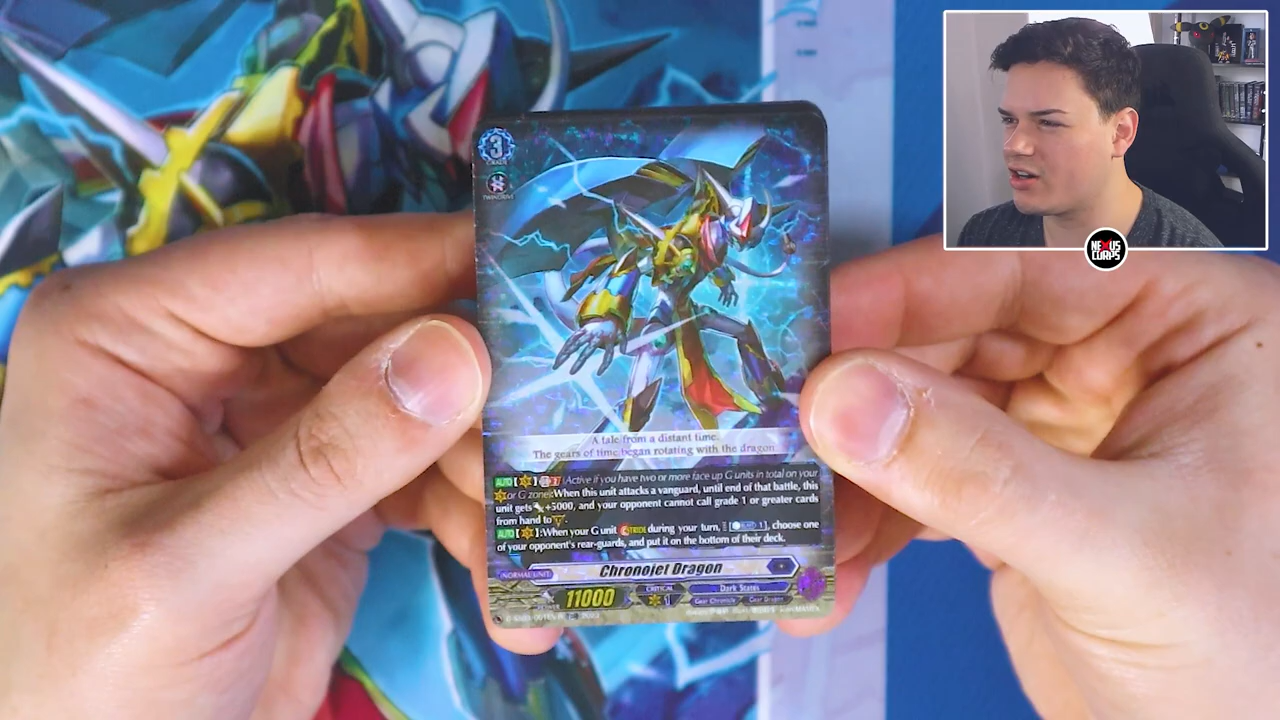 NEXUS
CORPS
3
GRADE
A tale from a distant time.
The gears of time began rotating with the dragon
AUTO [ ] 2 (Active if you have two or more face up G units in total on your
or G zone):When this unit attacks a vanguard, until end of that battle, this
unit gets +5000, and your opponent cannot call grade 1 or greater cards
from hand to .
AUTO [ ]:When your G unit STRIDE during your turn, [ 1], choose one
of your opponent's rear-guards, and put it on the bottom of their deck.
NORMAL UNIT
Chronojet Dragon
POWER 11000 CRITICAL 1
Dark States
Gear Chronicle Gear Dragon